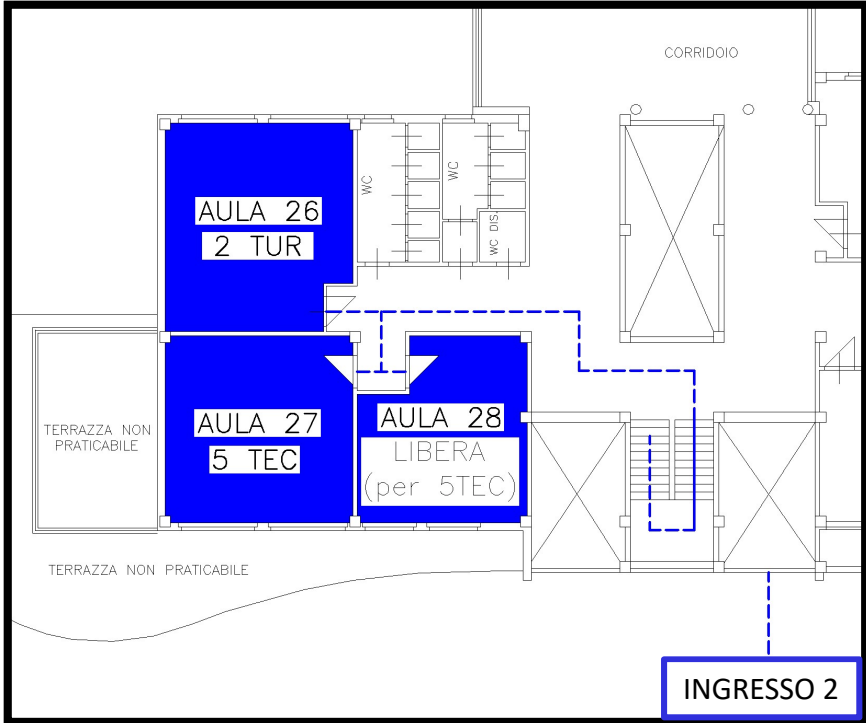 CORRIDOIO
WC
WC
WC DIS.
AULA 26
2 TUR
AULA 27
5 TEC
AULA 28
LIBERA
(per 5TEC)
TERRAZZA NON
PRATICABILE
TERRAZZA NON PRATICABILE
INGRESSO 2